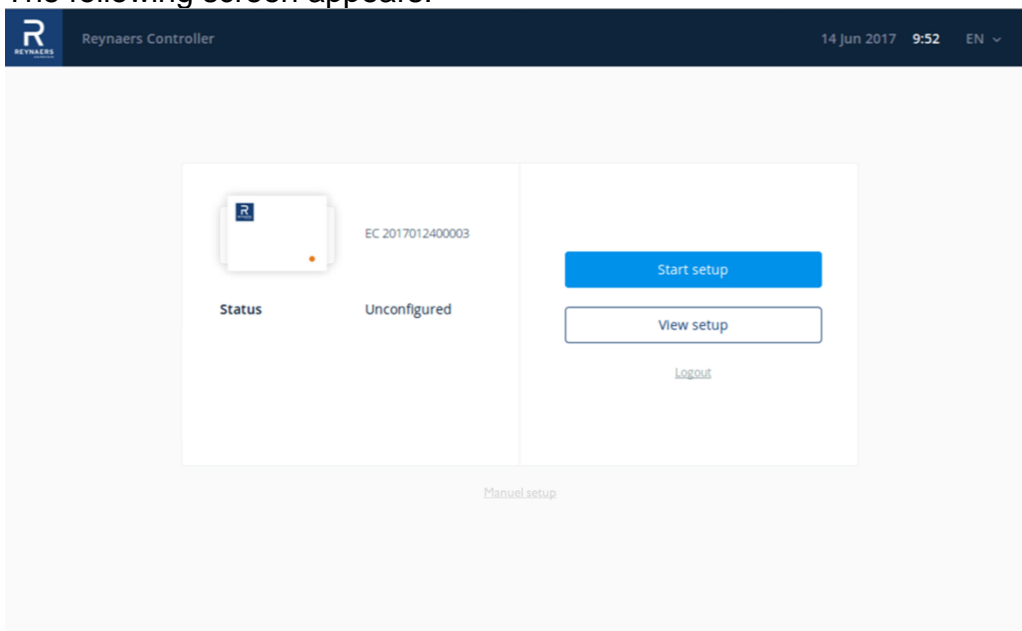 The following screen appears:
R
REYNAERS
Reynaers Controller
14 Jun 2017 9:52 EN
R
EC 2017012400003
Status
Unconfigured
Start setup
View setup
Logout
Manuel setup